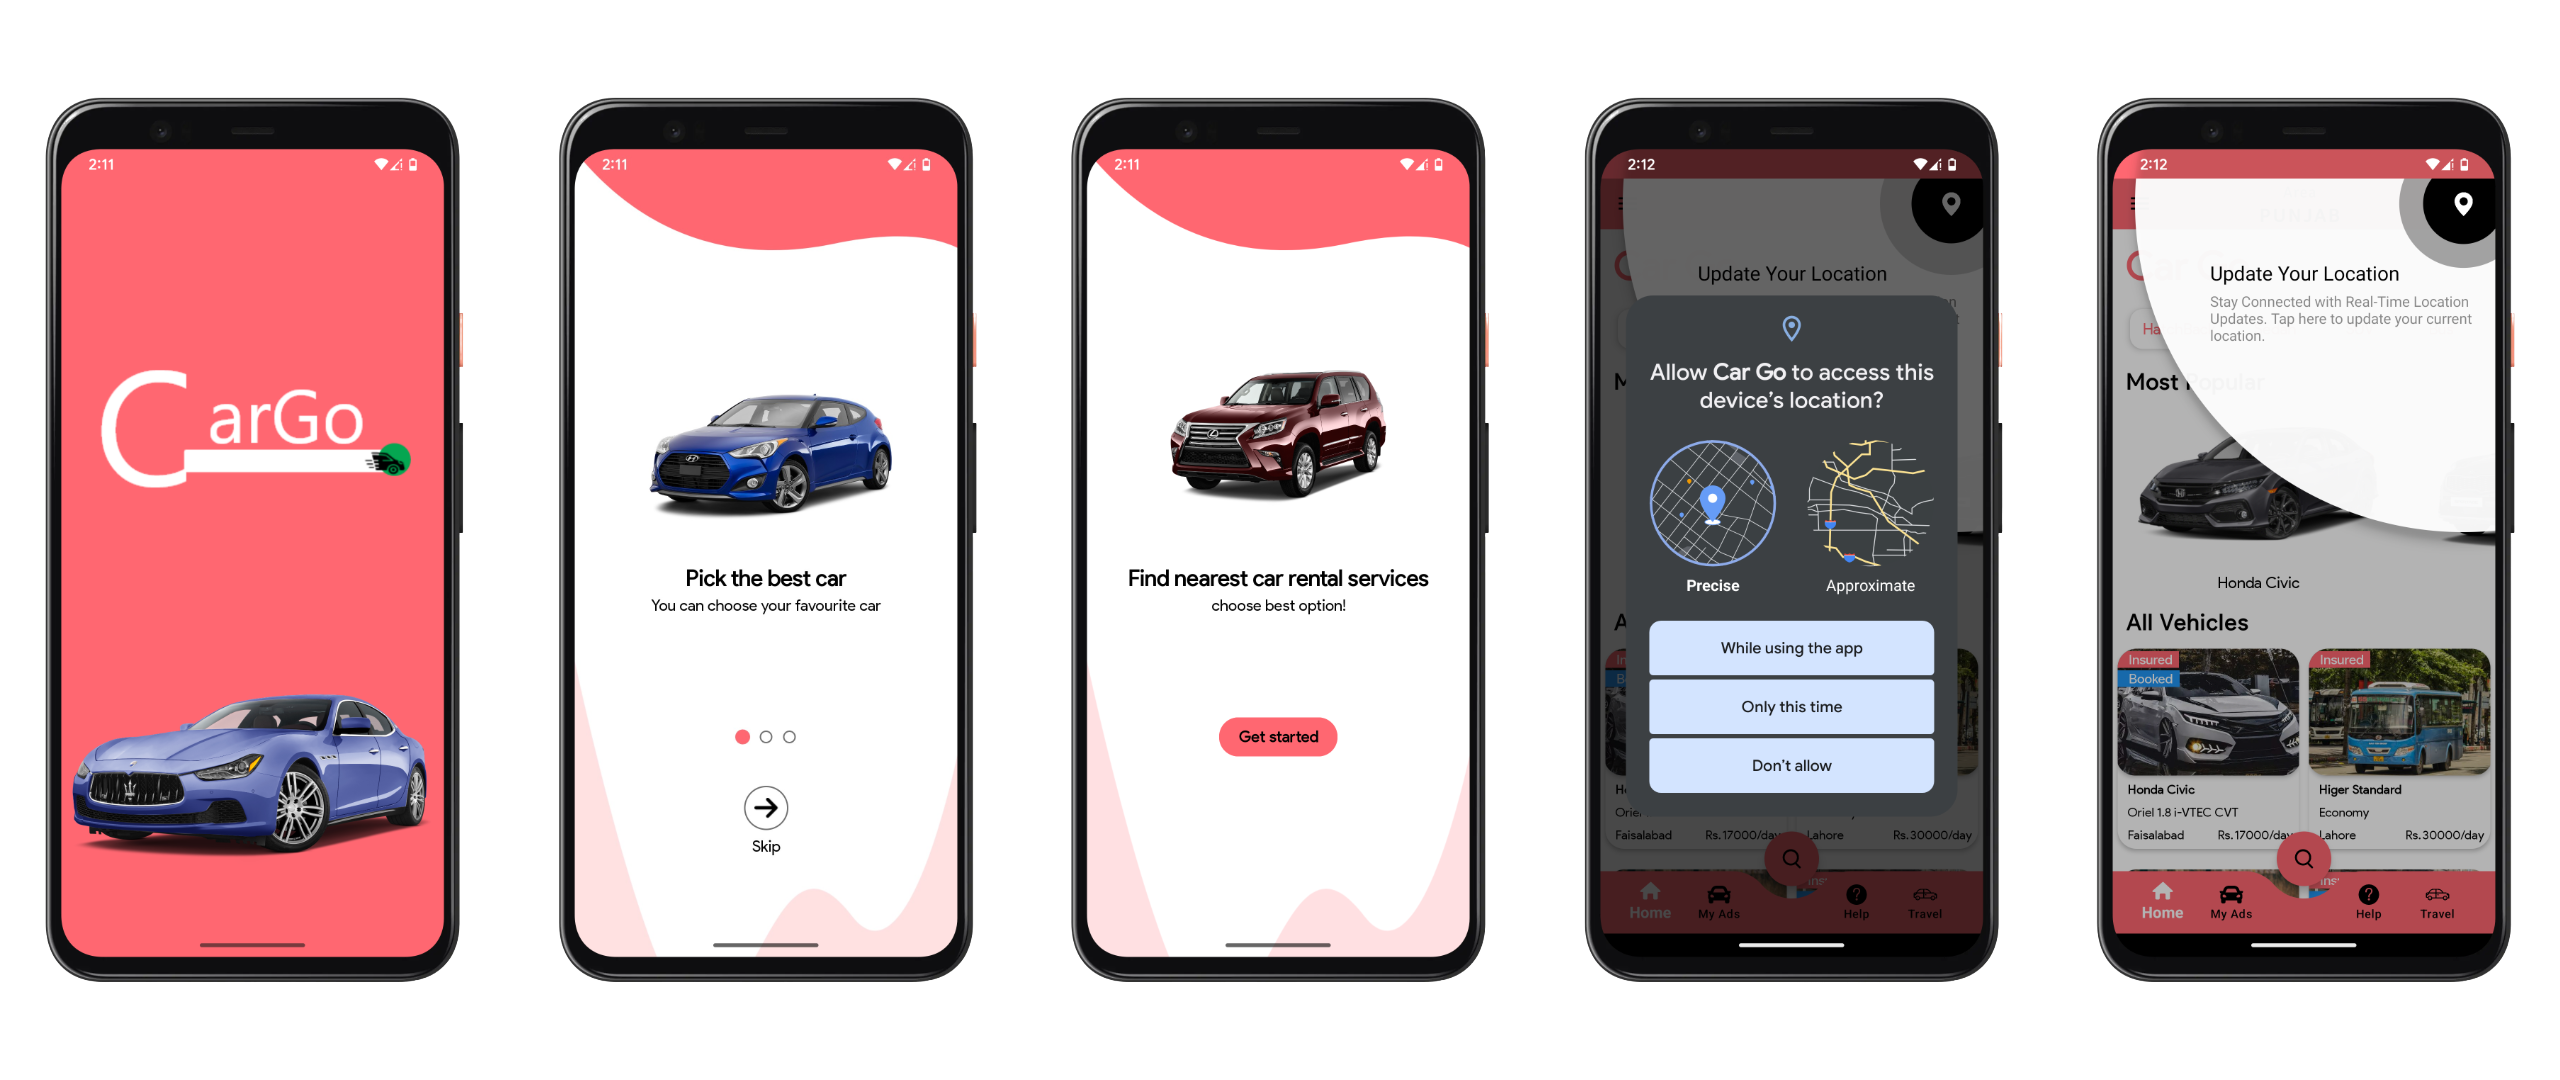 2:11
CarGo
2:11
Pick the best car
You can choose your favourite car
Skip
2:11
Find nearest car rental services
choose best option!
Get started
2:12
Update Your Location
Allow Car Go to access this
device's location?
Precise
Approximate
While using the app
Only this time
Don't allow
Faisalabad
Rs.17000/day
Lahore
Rs.30000/day
Home
My Ads
Help
Travel
2:12
PUNJAB
Update Your Location
Stay Connected with Real-Time Location
Updates. Tap here to update your current
location.
Most Popular
Honda Civic
All Vehicles
Insured
Booked
Insured
Honda Civic
Oriel 1.8 i-VTEC CVT
Faisalabad
Rs.17000/day
Higer Standard
Economy
Lahore
Rs.30000/day
Home
My Ads
Help
Travel